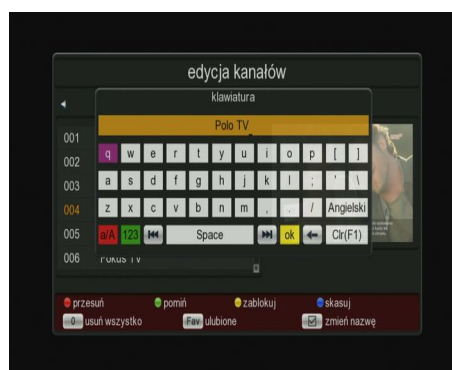 edycja kanałów
klawiatura
Polo TV
001
002
003
004
005
006
q w e r t y u i o p [ ]
a s d f g h j k l ; ' \
z x c v b n m , . / Angielski
a/A 123 Space ok Clr(F1)
Fokus TV
przesuń pomiń zablokuj skasuj
0 usuń wszystko Fav ulubione zmień nazwę